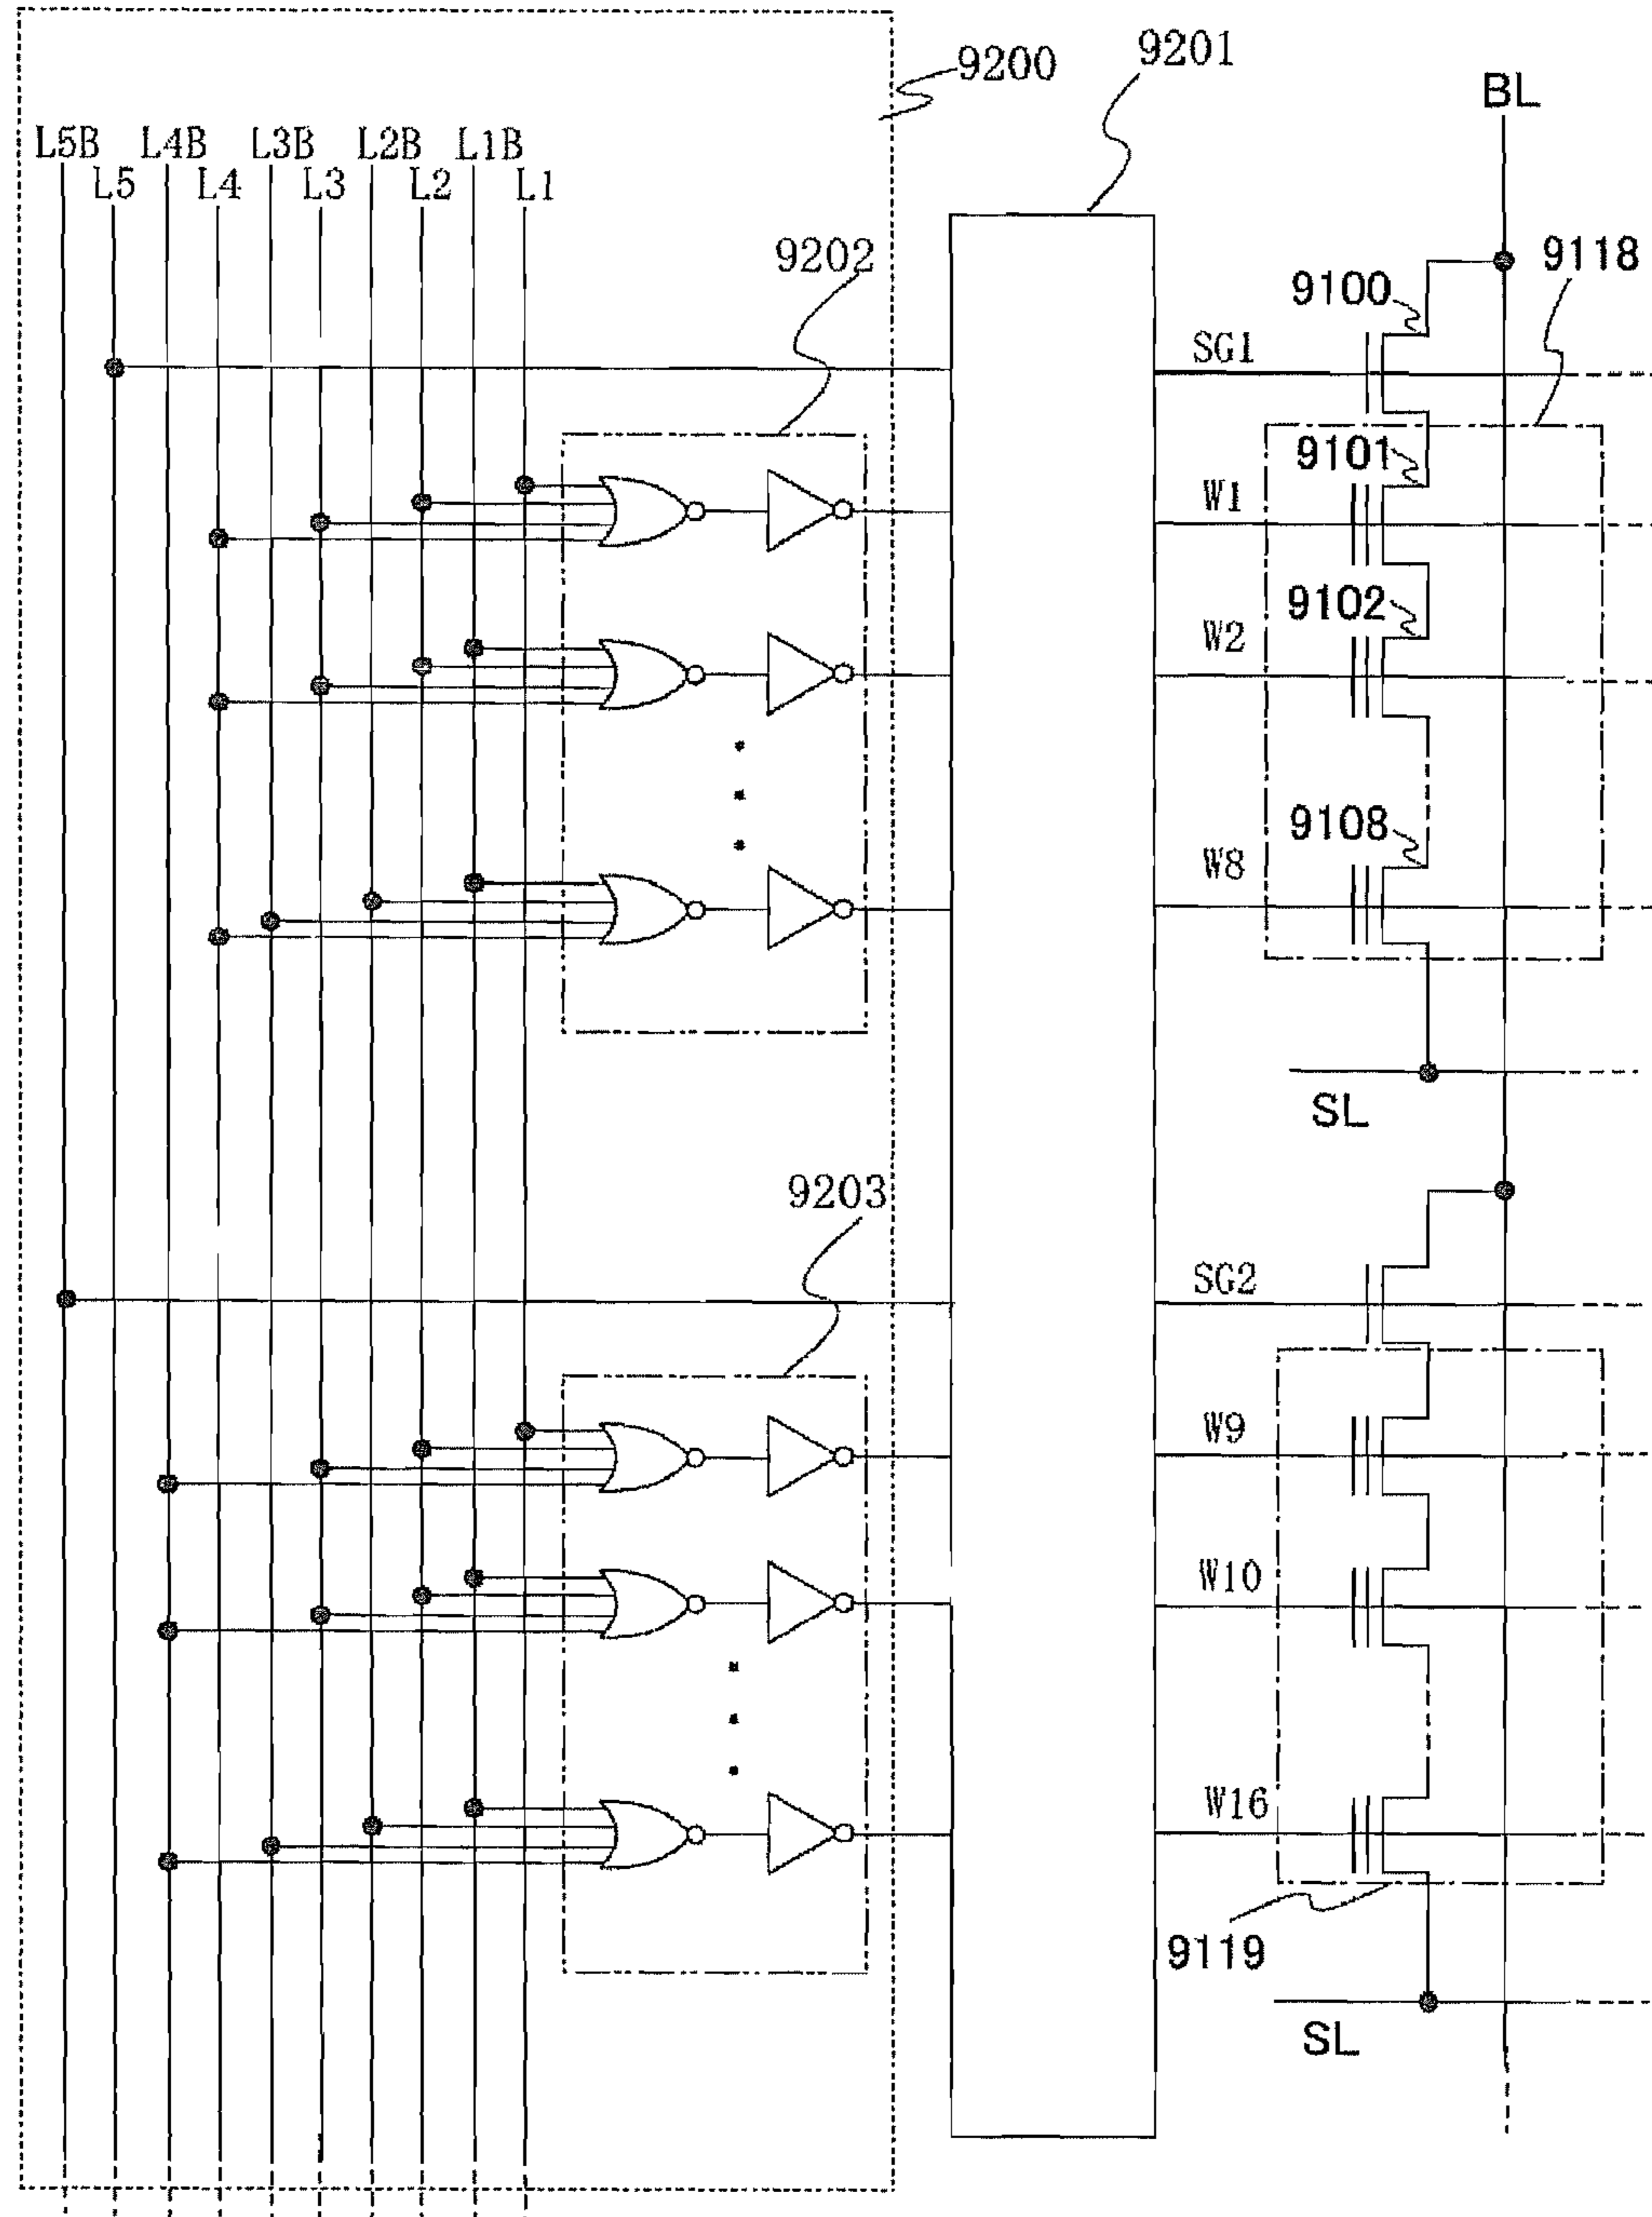 9200
9201
BL
L5B L4B L3B L2B L1B
L5 L4 L3 L2 L1
9202
9118
9100
SG1
9101
W1
9102
W2
9108
W8
SL
9203
SG2
W9
W10
W16
9119
SL